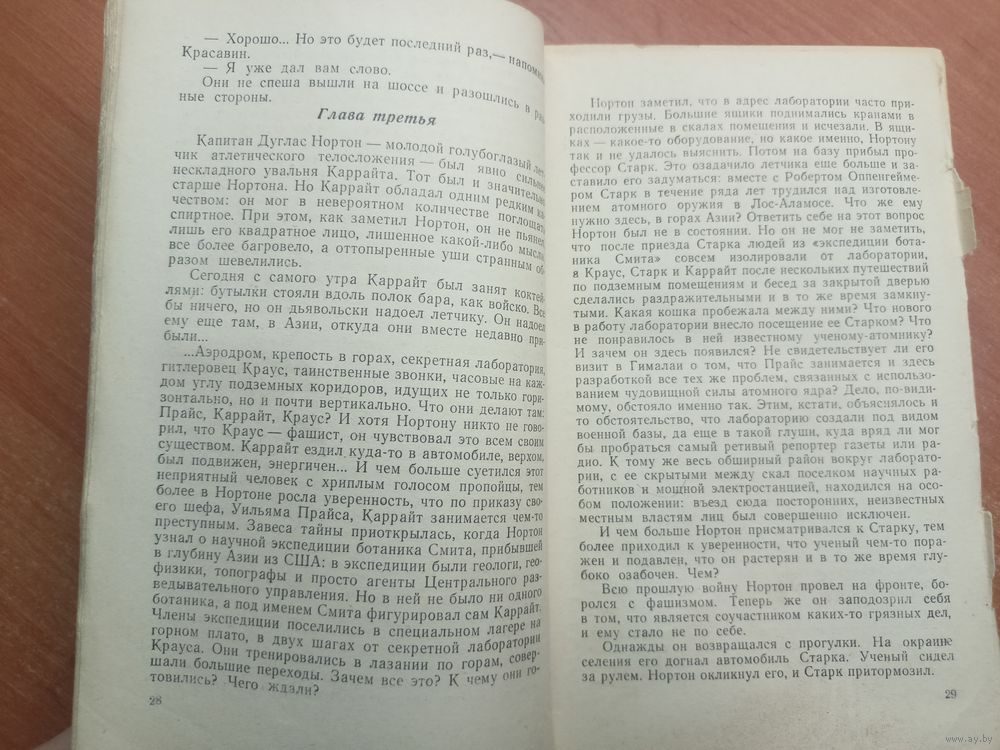 — Хорошо... Но это будет последний раз,— напомнил
Красавин.
— Я уже дал вам слово.
Они не спеша вышли на шоссе и разошлись в раз-
ные стороны.
Глава третья
Капитан Дуглас Нортон — молодой голубоглазый лет-
чик атлетического телосложения — был явно сильнее
нескладного увальня Каррайта. Тот был и значительно
старше Нортона. Но Каррайт обладал одним редким ка-
чеством: он мог в невероятном количестве поглощать
спиртное. При этом, как заметил Нортон, он не пьянел,
лишь его квадратное лицо, лишенное какой-либо мысли,
все более багровело, а оттопыренные уши странным об-
разом шевелились.
Сегодня с самого утра Каррайт был занят коктей-
лями: бутылки стояли вдоль полок бара, как войско. Все
бы ничего, но он дьявольски надоел летчику. Он надоел
ему еще там, в Азии, откуда они вместе недавно при-
были...
...Аэродром, крепость в горах, секретная лаборатория,
гитлеровец Краус, таинственные звонки, часовые на каж-
дом углу подземных коридоров, идущих не только гори-
зонтально, но и почти вертикально. Что они делают там:
Прайс, Каррайт, Краус? И хотя Нортону никто не гово-
рил, что Краус — фашист, он чувствовал это всем своим
существом. Каррайт ездил куда-то в автомобиле, верхом,
был подвижен, энергичен... И чем больше суетился этот
неприятный человек с хриплым голосом пропойцы, тем
более в Нортоне росла уверенность, что по приказу сво-
его шефа, Уильяма Прайса, Каррайт занимается чем-то
преступным. Завеса тайны приоткрылась, когда Нортон
узнал о научной экспедиции ботаника Смита, прибывшей
в глубину Азии из США: в экспедиции были геологи, гео-
физики, топографы и просто агенты Центрального раз-
ведывательного управления. Но в ней не было ни одного
ботаника, а под именем Смита фигурировал сам Каррайт.
Члены экспедиции поселились в специальном лагере на
горном плато, в двух шагах от секретной лаборатории
Крауса. Они тренировались в лазании по горам, совер-
шали большие переходы. Зачем все это? К чему они го-
товились? Чего ждали?
28
Нортон заметил, что в адрес лаборатории часто при-
ходили грузы. Большие ящики поднимались кранами в
расположенные в скалах помещения и исчезали. В ящи-
ках — какое-то оборудование, но какое именно, Нортону
так и не удалось выяснить. Потом на базу прибыл про-
фессор Старк. Это озадачило летчика еще больше и за-
ставило его задуматься: вместе с Робертом Оппенгейме-
ром Старк в течение ряда лет трудился над изготовле-
нием атомного оружия в Лос-Аламосе. Что же ему
нужно здесь, в горах Азии? Ответить себе на этот вопрос
Нортон был не в состоянии. Но он не мог не заметить,
что после приезда Старка людей из «экспедиции бота-
ника Смита» совсем изолировали от лаборатории,
а Краус, Старк и Каррайт после нескольких путешествий
по подземным помещениям и бесед за закрытой дверью
сделались раздражительными и в то же время замкну-
тыми. Какая кошка пробежала между ними? Что нового
в работу лаборатории внесло посещение ее Старком? Что
не понравилось в ней известному ученому-атомнику?
И зачем он здесь появился? Не свидетельствует ли его
визит в Гималаи о том, что Прайс занимается и здесь
разработкой все тех же проблем, связанных с использо-
ванием чудовищной силы атомного ядра? Дело, по-види-
мому, обстояло именно так. Этим, кстати, объяснялось и
то обстоятельство, что лабораторию создали под видом
военной базы, да еще в такой глуши, куда вряд ли мог
бы пробраться самый ретивый репортер газеты или ра-
дио. К тому же весь обширный район вокруг лаборато-
рии, с ее скрытыми между скал поселком научных ра-
ботников и мощной электростанцией, находился на осо-
бом положении: въезд сюда посторонних, неизвестных
местным властям лиц был совершенно исключен.
И чем больше Нортон присматривался к Старку, тем
более приходил к уверенности, что ученый чем-то пора-
жен и подавлен, что он растерян и в то же время глу-
боко озабочен. Чем?
Всю прошлую войну Нортон провел на фронте, бо-
ролся с фашизмом. Теперь же он заподозрил себя
в том, что является соучастником каких-то грязных дел,
и ему стало не по себе.
Однажды он возвращался с прогулки. На окраине
селения его догнал автомобиль Старка. Ученый сидел
за рулем. Нортон окликнул его, и Старк притормозил.
29
www.ay.by